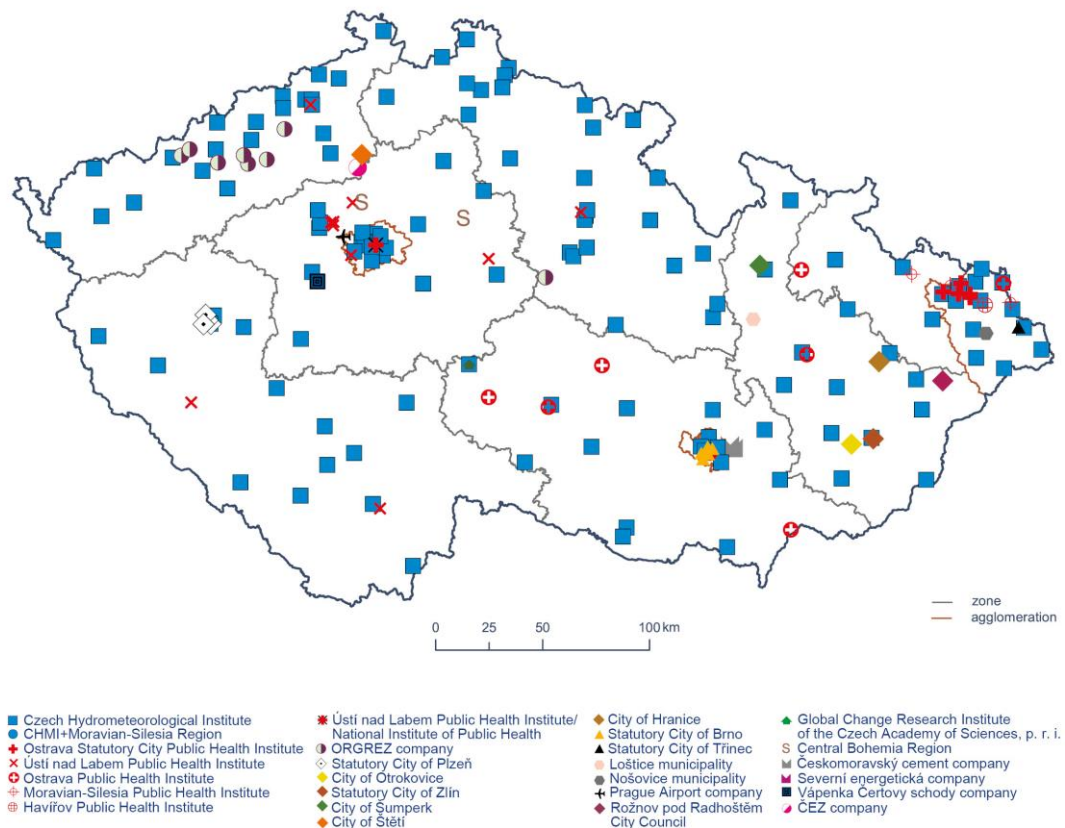 S
S
zone
agglomeration
0 25 50 100 km
Czech Hydrometeorological Institute
CHMI+Moravian-Silesia Region
Ostrava Statutory City Public Health Institute
Ústí nad Labem Public Health Institute
Ostrava Public Health Institute
Moravian-Silesia Public Health Institute
Havířov Public Health Institute
Ústí nad Labem Public Health Institute/
National Institute of Public Health
ORGREZ company
Statutory City of Plzeň
City of Otrokovice
Statutory City of Zlín
City of Šumperk
City of Štětí
City of Hranice
Statutory City of Brno
Statutory City of Třinec
Loštice municipality
Nošovice municipality
Prague Airport company
Rožnov pod Radhoštěm
City Council
Global Change Research Institute
of the Czech Academy of Sciences, p. r. i.
S Central Bohemia Region
Českomoravský cement company
Severní energetická company
Vápenka Čertovy schody company
ČEZ company